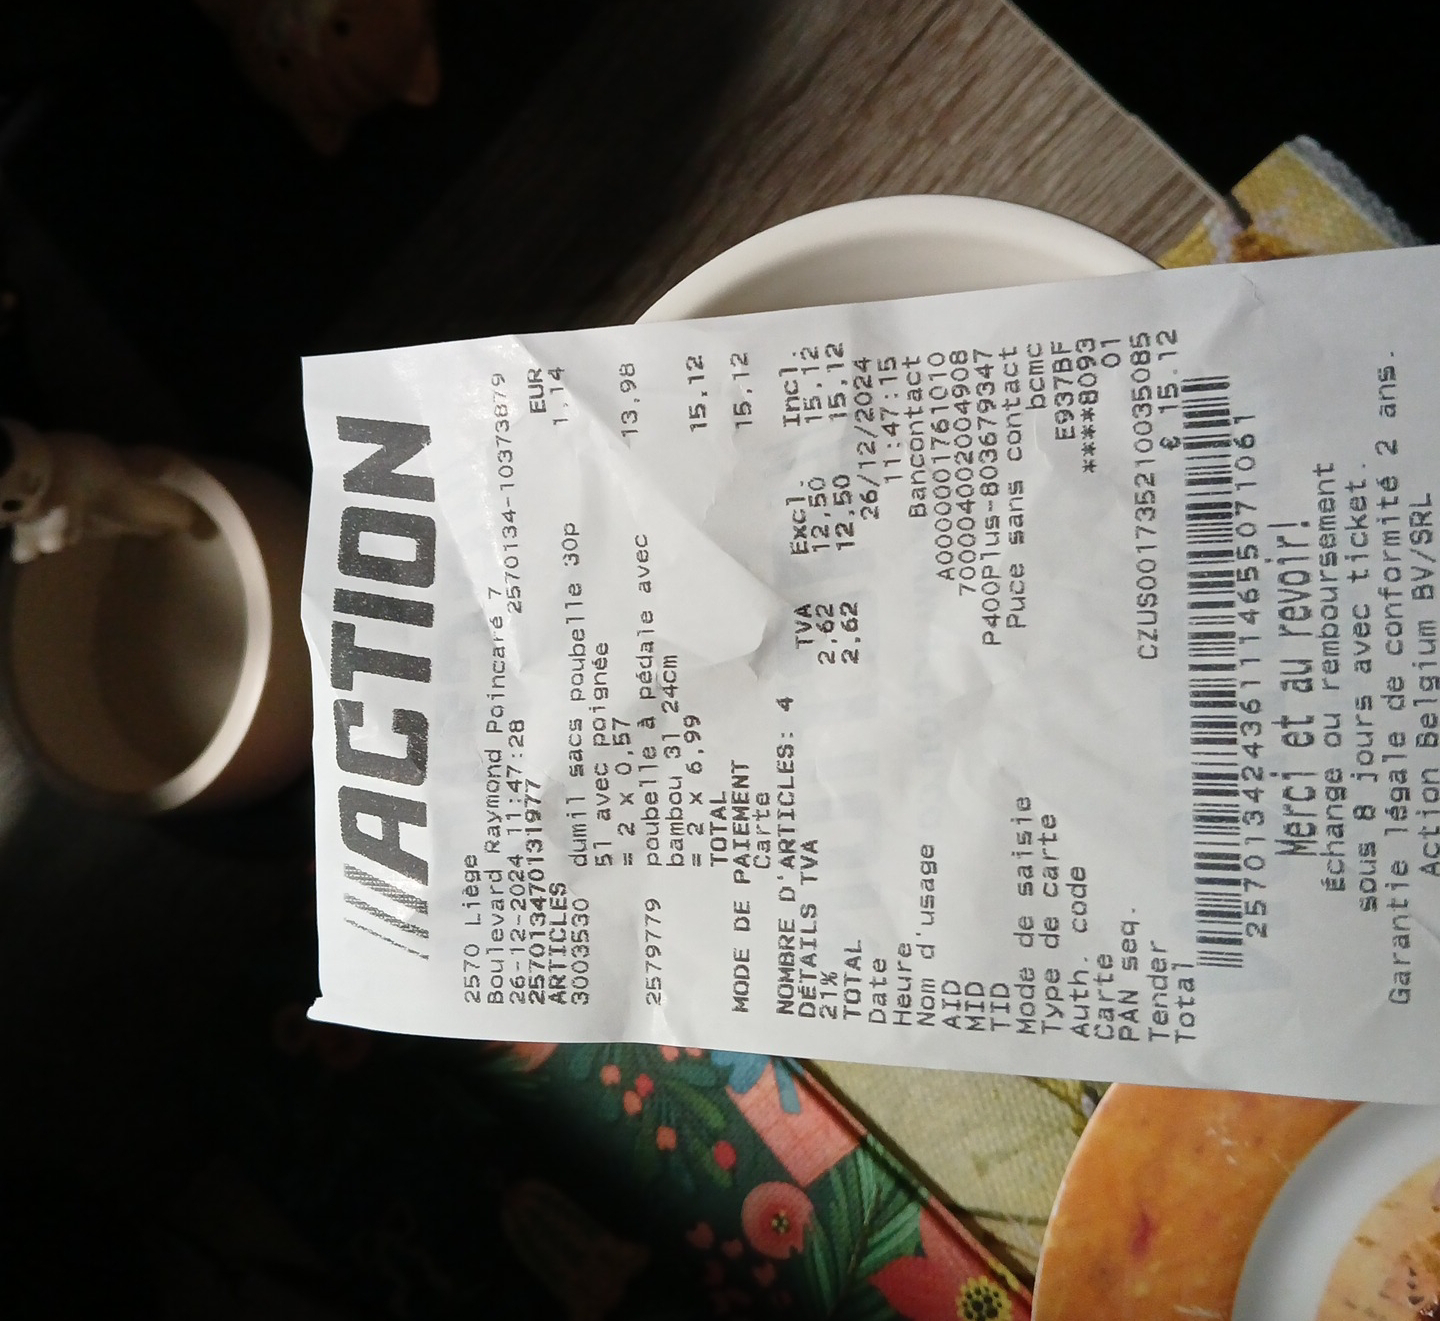 ACTION
2570 Liège
Boulevard Raymond Poincaré 7
26-12-2024 11:47:28 2570134-10373879
2570134701​31977
ARTICLES EUR
3003530 dumil sacs poubelle 30p 1,14
5l avec poignée
= 2 x 0,57
2579779 poubelle à pédale avec 13,98
bambou 3l 24cm
= 2 x 6,99
TOTAL 15,12
MODE DE PAIEMENT
Carte 15,12
NOMBRE D'ARTICLES: 4
DÉTAILS TVA TVA Excl. Incl.
21% 2,62 12,50 15,12
TOTAL 2,62 12,50 15,12
Date 26/12/2024
Heure 11:47:15
Nom d'usage Bancontact
AID A0000001761010
MID 700004002004908
TID P400Plus-803679347
Mode de saisie Puce sans contact
Type de carte bcmc
Auth. code E937BF
Carte ****8093
PAN seq. 01
Tender CZUS001735210035085
Total € 15.12
2570134243611146550710​61
Merci et au revoir!
Échange ou remboursement
sous 8 jours avec ticket.
Garantie légale de conformité 2 ans.
Action Belgium BV/SRL